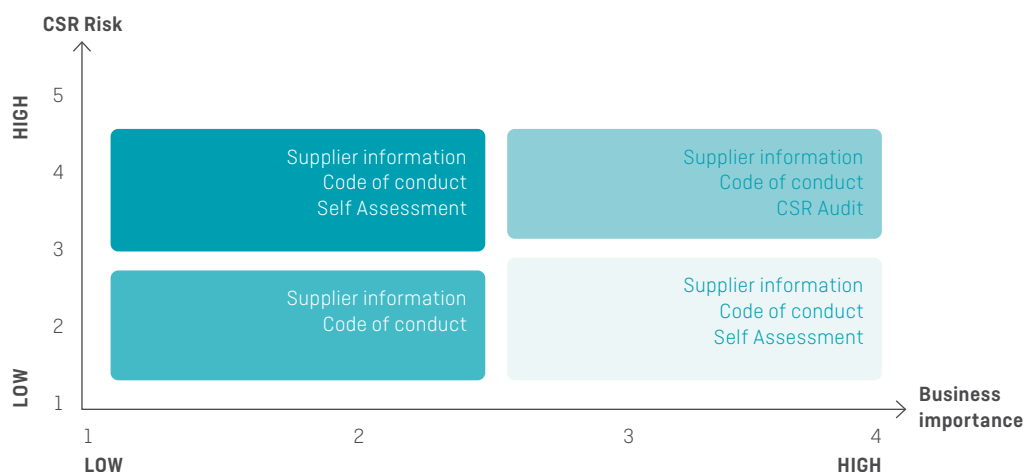 CSR Risk
HIGH
5
4
3
2
1
LOW
Supplier information
Code of conduct
Self Assessment
Supplier information
Code of conduct
CSR Audit
Supplier information
Code of conduct
Supplier information
Code of conduct
Self Assessment
1
2
3
4
LOW
HIGH
Business
importance